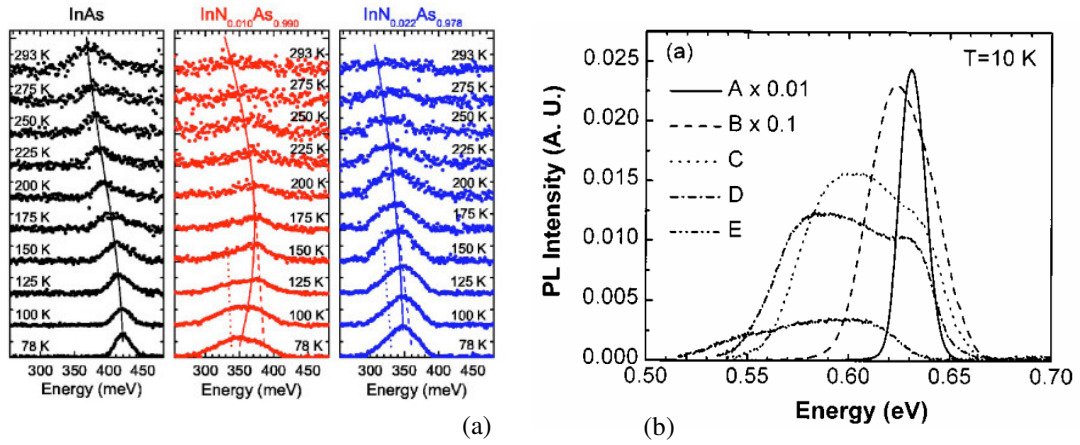 InAs
InN0.010As0.990
InN0.022As0.978
293 K
275 K
250 K
225 K
200 K
175 K
150 K
125 K
100 K
78 K
293 K
275 K
250 K
225 K
200 K
175 K
150 K
125 K
100 K
78 K
293 K
275 K
250 K
225 K
200 K
175 K
150 K
125 K
100 K
78 K
300 350 400 450
300 350 400 450
300 350 400 450
Energy (meV)
Energy (meV)
Energy (meV)
(a)
(a)
T=10 K
A x 0.01
B x 0.1
C
D
E
PL Intensity (A. U.)
0.025
0.020
0.015
0.010
0.005
0.000
0.50 0.55 0.60 0.65 0.70
Energy (eV)
(b)